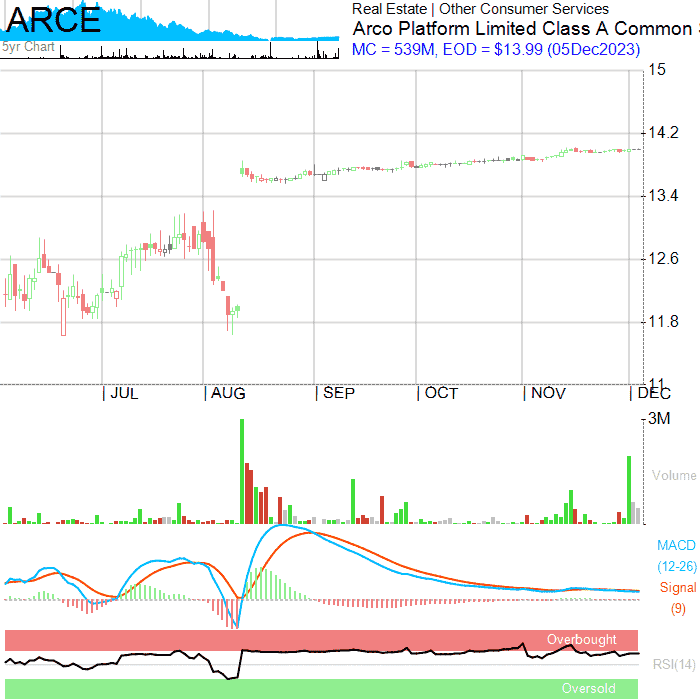 ARCE
5yr Chart
Real Estate | Other Consumer Services
Arco Platform Limited Class A Common
MC = 539M, EOD = $13.99 (05Dec2023)
15
14.2
13.4
12.6
11.8
11
| JUL | AUG | SEP | OCT | NOV | DEC
3M
Volume
MACD
(12-26)
Signal
(9)
Overbought
RSI(14)
Oversold